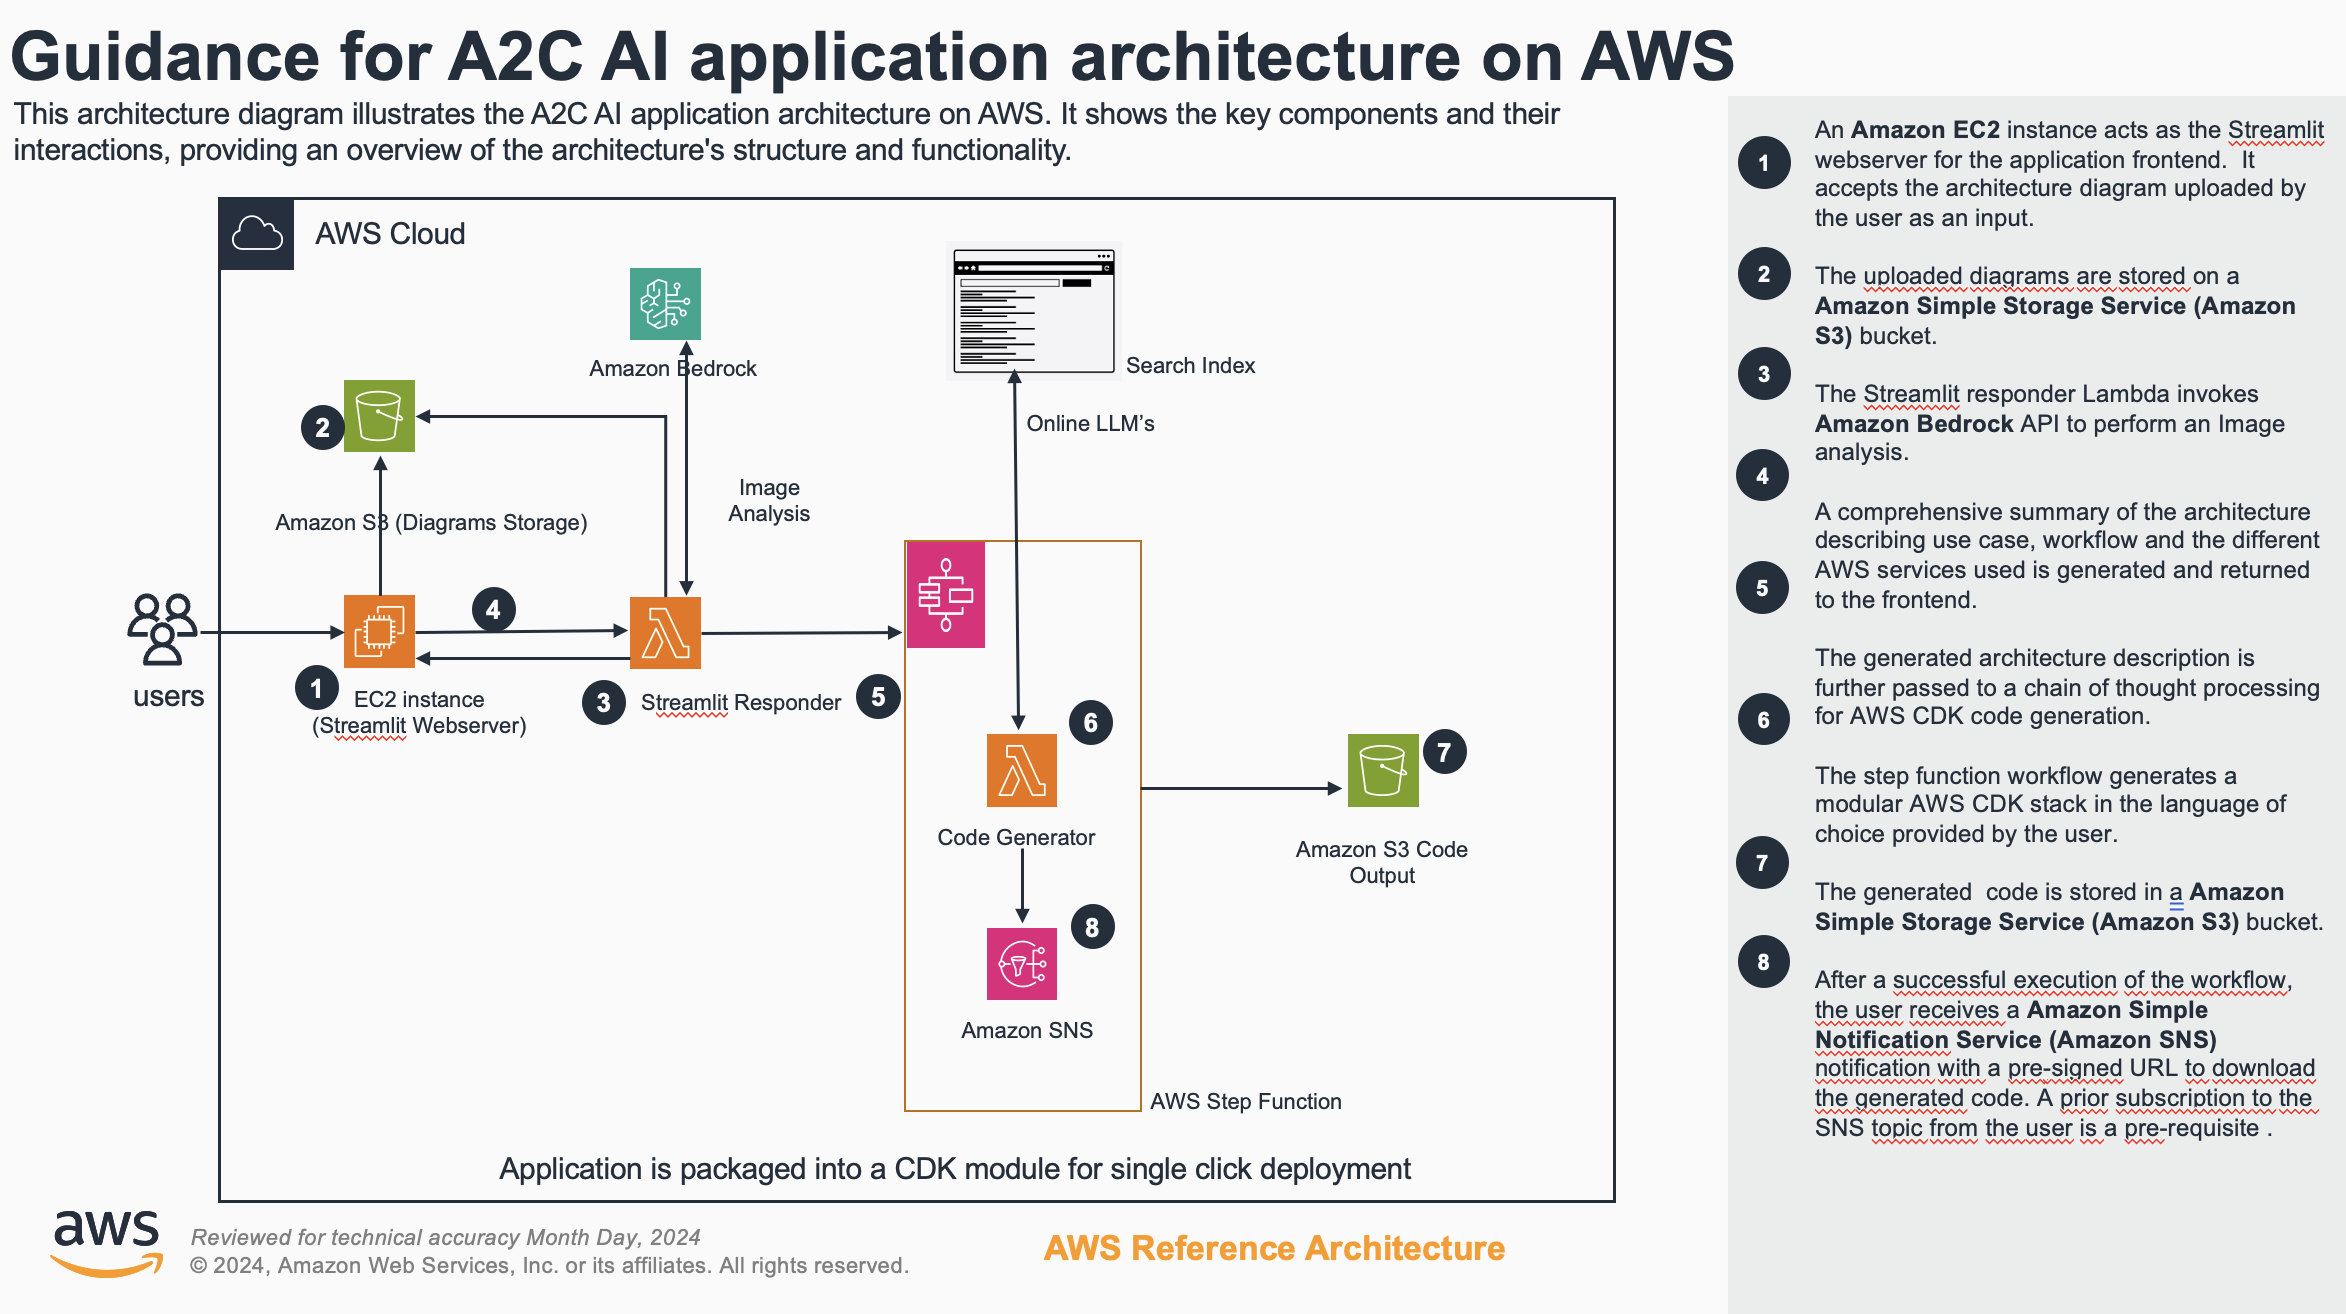 Guidance for A2C AI application architecture on AWS
This architecture diagram illustrates the A2C AI application architecture on AWS. It shows the key components and their
interactions, providing an overview of the architecture's structure and functionality.
AWS Cloud
Amazon Bedrock
Search Index
Online LLM’s
2
Image
Analysis
Amazon S3 (Diagrams Storage)
4
users
1
EC2 instance
(Streamlit Webserver)
3
Streamlit Responder
5
6
Code Generator
7
Amazon S3 Code
Output
8
Amazon SNS
AWS Step Function
Application is packaged into a CDK module for single click deployment
1
An Amazon EC2 instance acts as the Streamlit
webserver for the application frontend.  It
accepts the architecture diagram uploaded by
the user as an input.
2
The uploaded diagrams are stored on a
Amazon Simple Storage Service (Amazon
S3) bucket.
3
The Streamlit responder Lambda invokes
Amazon Bedrock API to perform an Image
analysis.
4
A comprehensive summary of the architecture
describing use case, workflow and the different
AWS services used is generated and returned
to the frontend.
5
The generated architecture description is
further passed to a chain of thought processing
for AWS CDK code generation.
6
The step function workflow generates a
modular AWS CDK stack in the language of
choice provided by the user.
7
The generated  code is stored in a Amazon
Simple Storage Service (Amazon S3) bucket.
8
After a successful execution of the workflow,
the user receives a Amazon Simple
Notification Service (Amazon SNS)
notification with a pre-signed URL to download
the generated code. A prior subscription to the
SNS topic from the user is a pre-requisite .
aws
Reviewed for technical accuracy Month Day, 2024
© 2024, Amazon Web Services, Inc. or its affiliates. All rights reserved.
AWS Reference Architecture